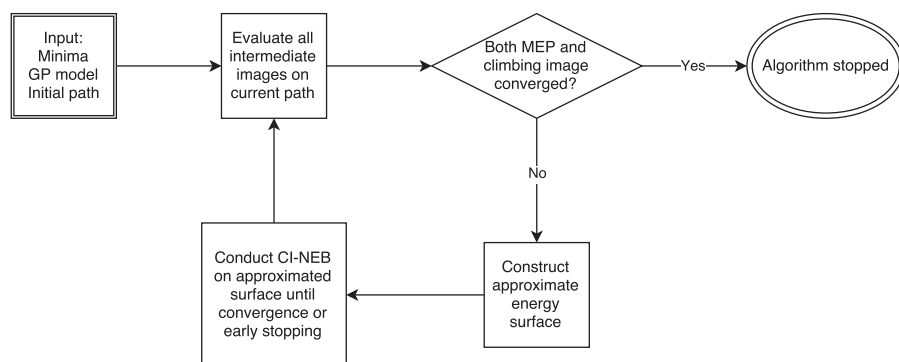 Input:
Minima
GP model
Initial path
Evaluate all
intermediate
images on
current path
Both MEP and
climbing image
converged?
Yes
Algorithm stopped
No
Conduct CI-NEB
on approximated
surface until
convergence or
early stopping
Construct
approximate
energy
surface